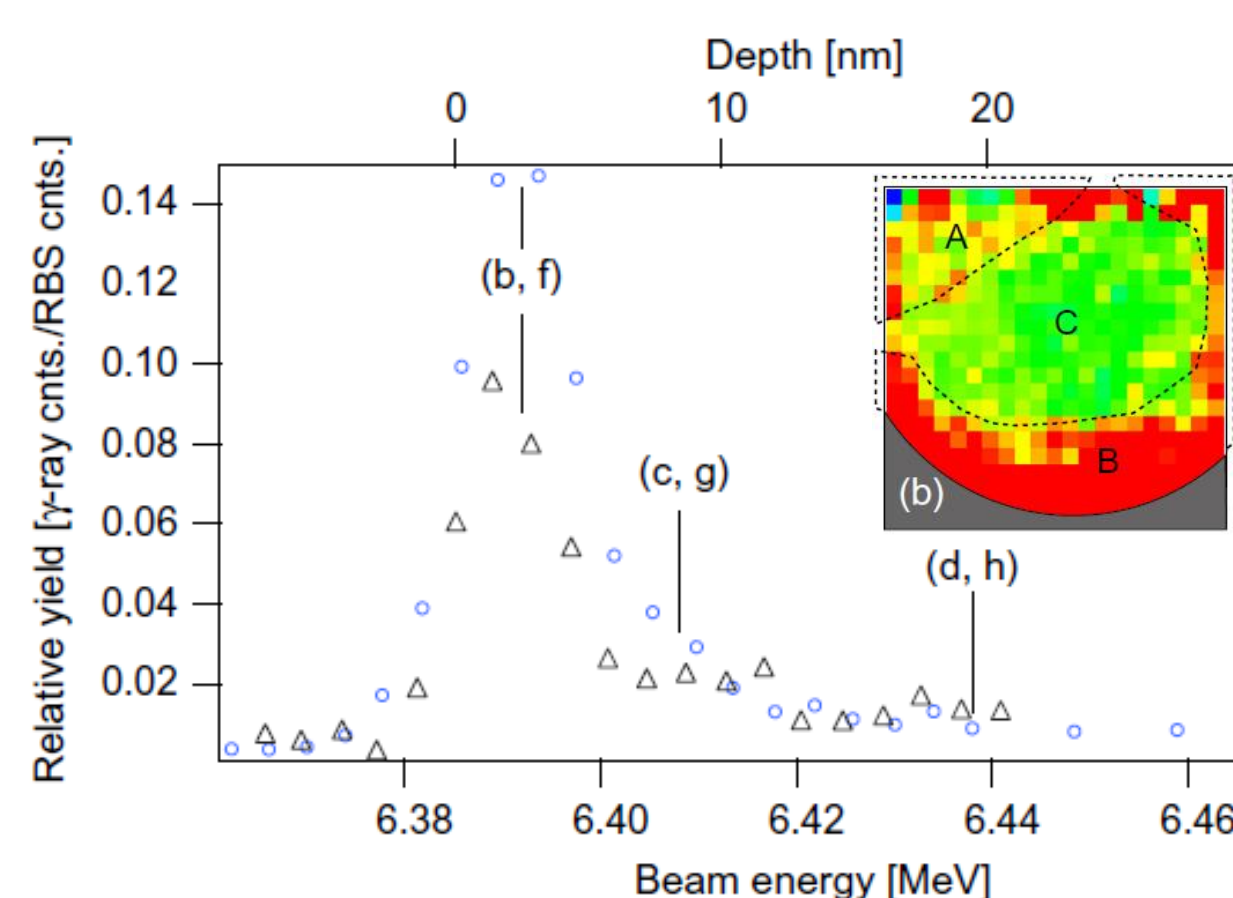 Depth [nm]
0 10 20
Relative yield [γ-ray cnts./RBS cnts.]
0.14
0.12
0.10
0.08
0.06
0.04
0.02
(b, f)
(c, g)
(d, h)
A
C
B
(b)
6.38 6.40 6.42 6.44 6.46
Beam energy [MeV]